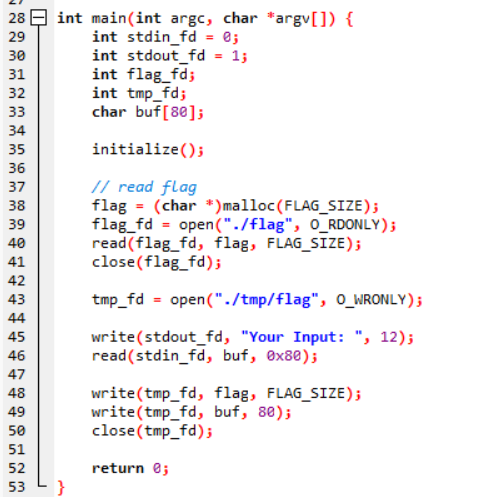 28 int main(int argc, char *argv[]) {
29 int stdin_fd = 0;
30 int stdout_fd = 1;
31 int flag_fd;
32 int tmp_fd;
33 char buf[80];
34
35 initialize();
36
37 // read flag
38 flag = (char *)malloc(FLAG_SIZE);
39 flag_fd = open("./flag", O_RDONLY);
40 read(flag_fd, flag, FLAG_SIZE);
41 close(flag_fd);
42
43 tmp_fd = open("./tmp/flag", O_WRONLY);
44
45 write(stdout_fd, "Your Input: ", 12);
46 read(stdin_fd, buf, 0x80);
47
48 write(tmp_fd, flag, FLAG_SIZE);
49 write(tmp_fd, buf, 80);
50 close(tmp_fd);
51
52 return 0;
53 }